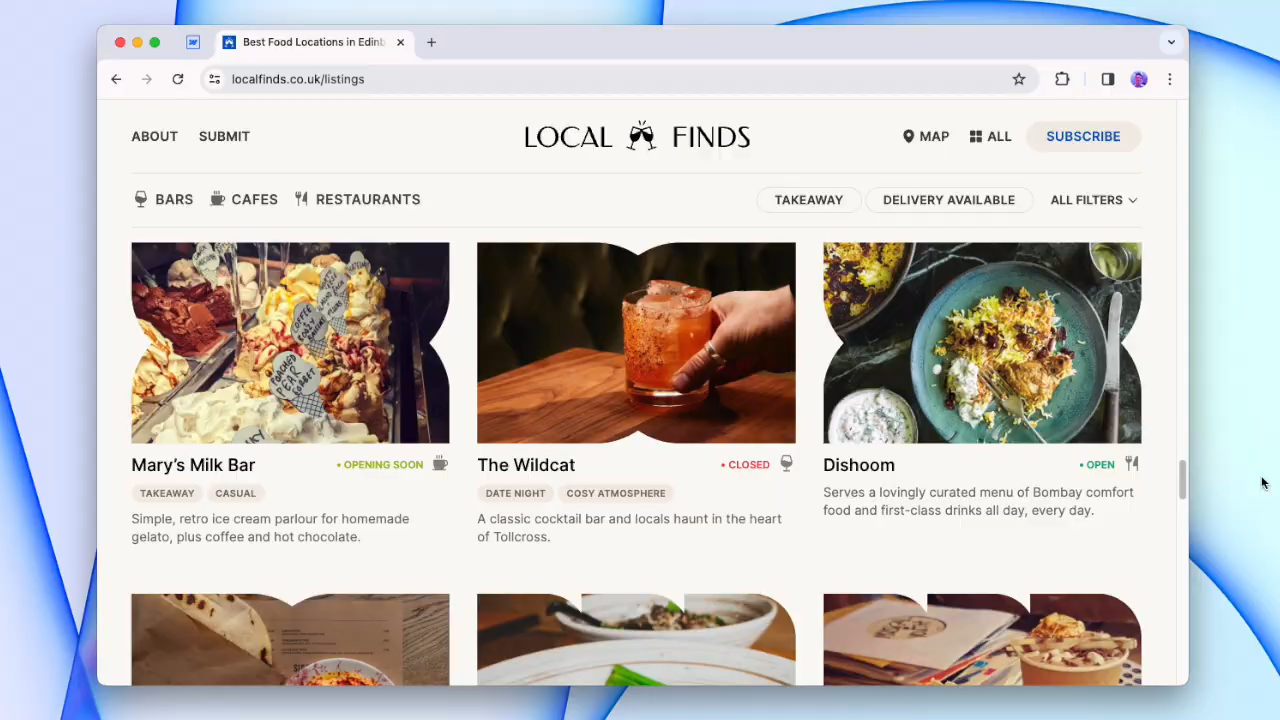 Best Food Locations in Edinb
localfinds.co.uk/listings
ABOUT SUBMIT LOCAL FINDS MAP ALL SUBSCRIBE
BARS CAFES RESTAURANTS TAKEAWAY DELIVERY AVAILABLE ALL FILTERS
COFFEE
POACHED
PEAR
SORBET
Mary's Milk Bar • OPENING SOON
TAKEAWAY CASUAL
Simple, retro ice cream parlour for homemade
gelato, plus coffee and hot chocolate.
The Wildcat • CLOSED
DATE NIGHT COSY ATMOSPHERE
A classic cocktail bar and locals haunt in the heart
of Tollcross.
Dishoom • OPEN
Serves a lovingly curated menu of Bombay comfort
food and first-class drinks all day, every day.